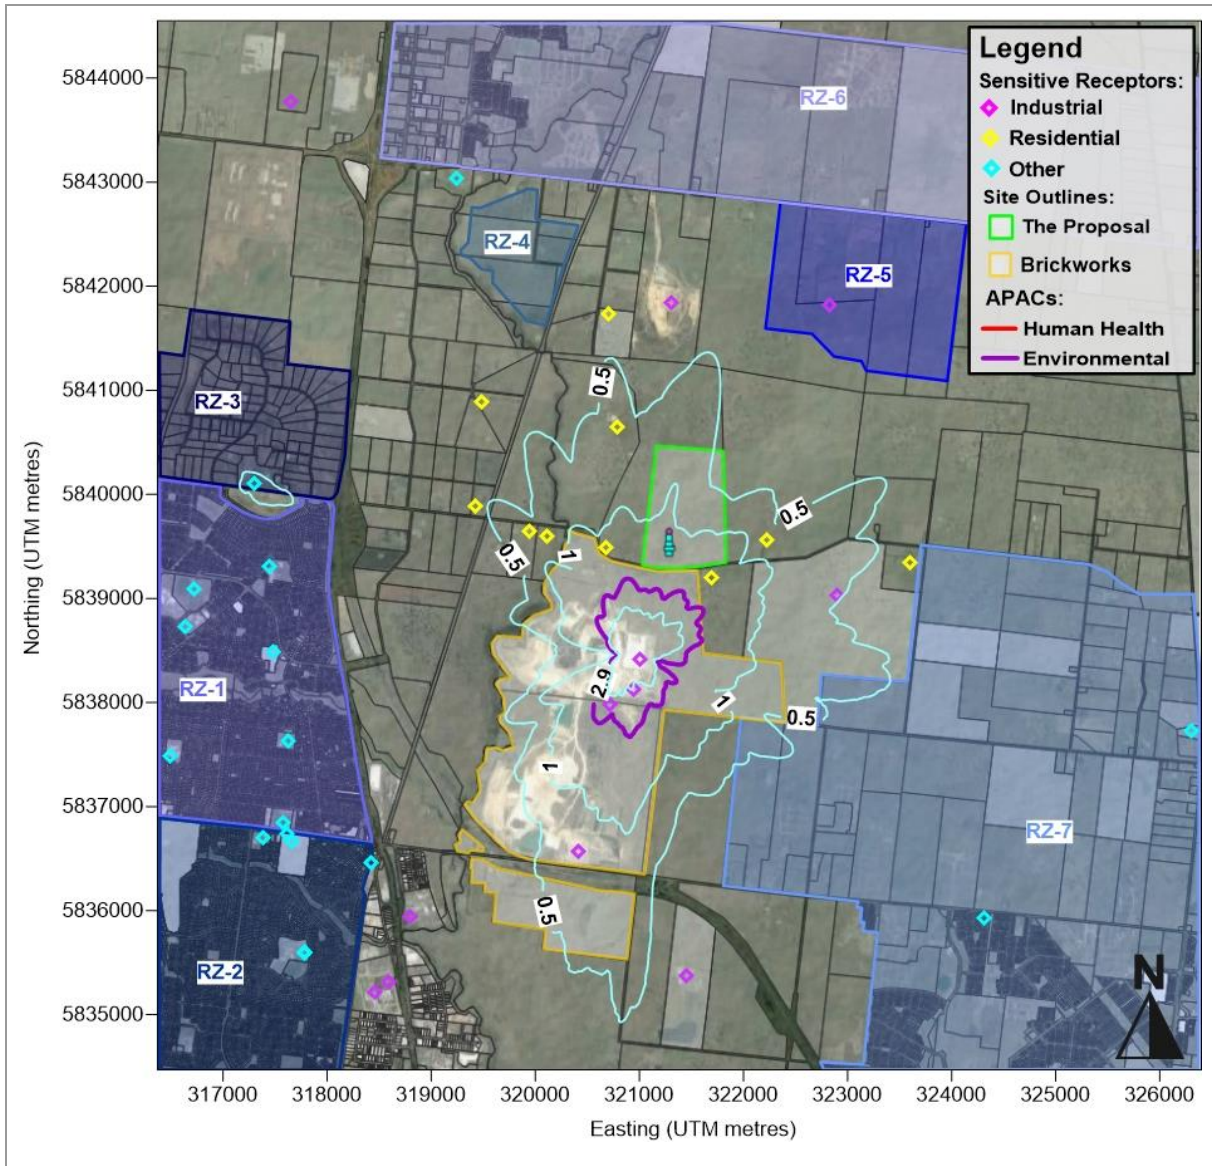 Legend
Sensitive Receptors:
Industrial
Residential
Other
Site Outlines:
The Proposal
Brickworks
APACs:
Human Health
Environmental
5844000
5843000
5842000
5841000
5840000
5839000
5838000
5837000
5836000
5835000
Northing (UTM metres)
RZ-6
RZ-4
RZ-5
RZ-3
0.5
0.5
0.5
1
RZ-1
2.9
1
0.5
1
RZ-7
0.5
RZ-2
N
317000 318000 319000 320000 321000 322000 323000 324000 325000 326000
Easting (UTM metres)